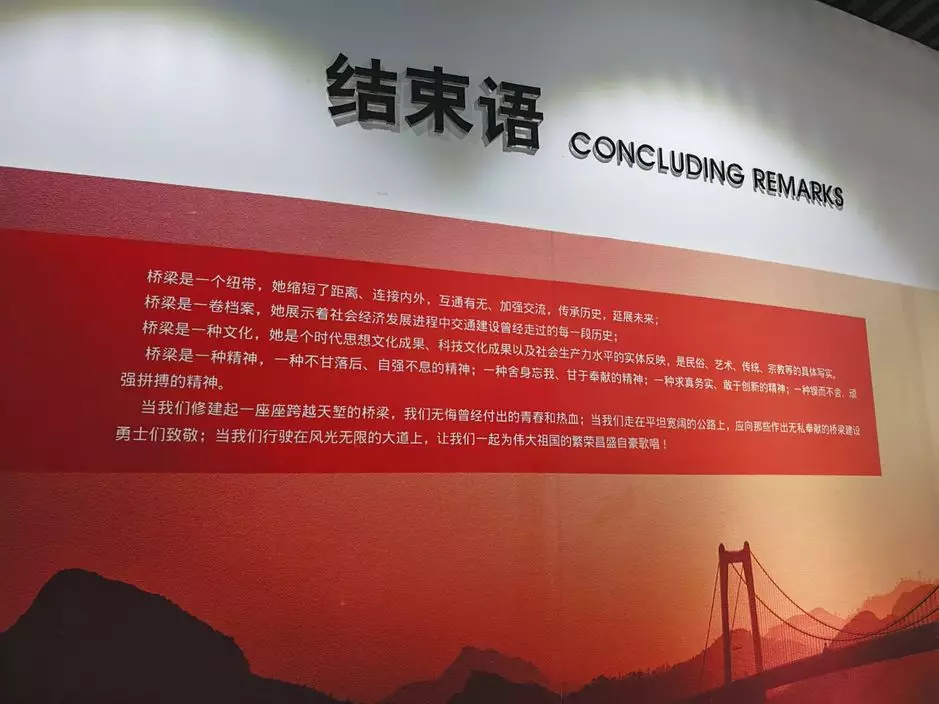 结束语
CONCLUDING REMARKS
桥梁是一个纽带，她缩短了距离、连接内外，互通有无、加强交流，传承历史，延展未来；
桥梁是一卷档案，她展示着社会经济发展进程中交通建设曾经走过的每一段历史；
桥梁是一种文化，她是个时代思想文化成果、科技文化成果以及社会生产力水平的实体反映，是民俗、艺术、传统、宗教等的具体写实。
桥梁是一种精神，一种不甘落后、自强不息的精神；一种舍身忘我、甘于奉献的精神；一种求真务实、敢于创新的精神；一种锲而不舍、顽
强拼搏的精神。
当我们修建起一座座跨越天堑的桥梁，我们无悔曾经付出的青春和热血；当我们走在平坦宽阔的公路上，应向那些作出无私奉献的桥梁建设
勇士们致敬；当我们行驶在风光无限的大道上，让我们一起为伟大祖国的繁荣昌盛自豪歌唱！